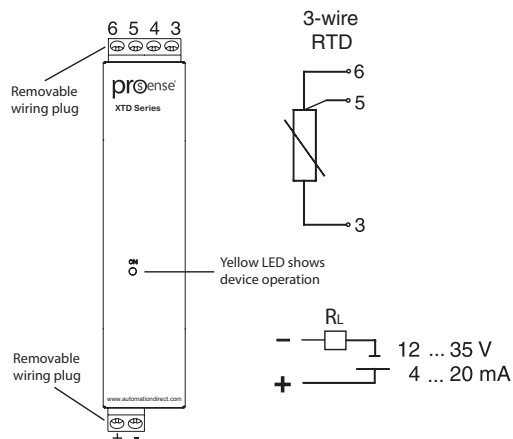 6 5 4 3
Removable
wiring plug
prosense®
XTD Series
ON
Yellow LED shows
device operation
Removable
wiring plug
www.automationdirect.com
+ -
3-wire
RTD
6
5
3
RL
-
+
12 ... 35 V
4 ... 20 mA